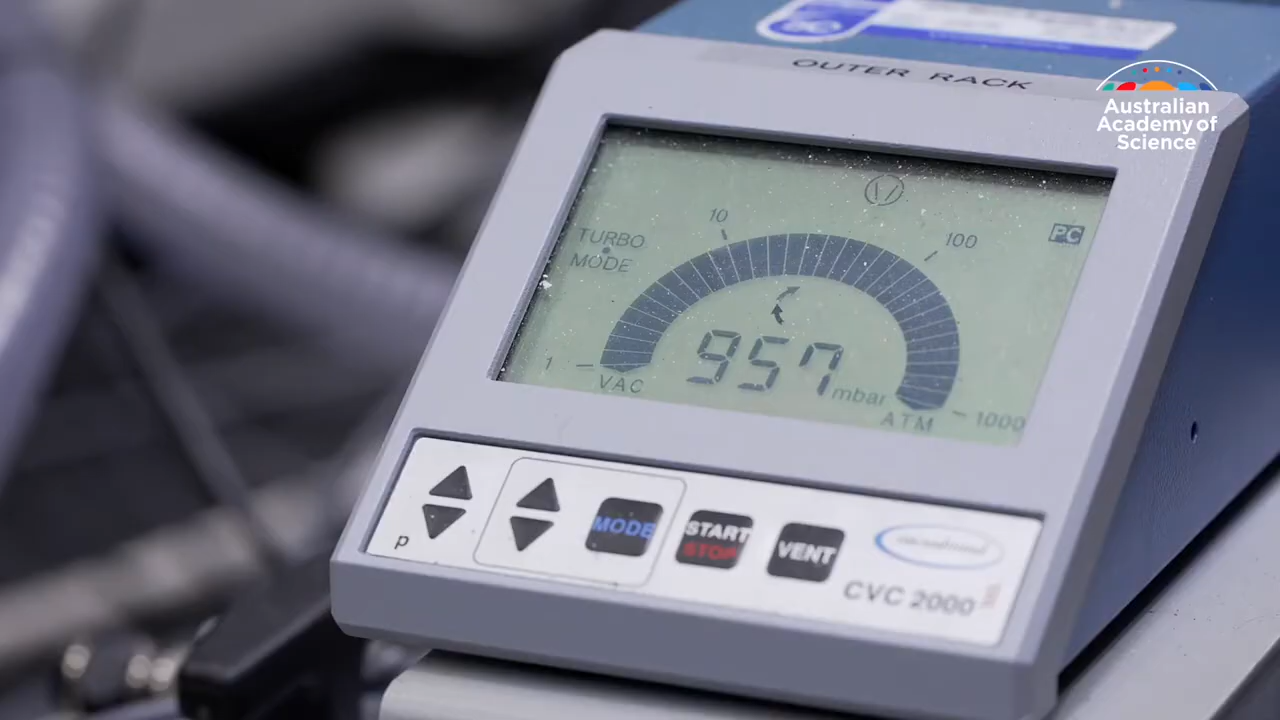 OUTER RACK
Australian
Academy of
Science
10
100
PC
TURBO
MODE
1
VAC
957
mbar
ATM
1000
p
MODE
START
STOP
VENT
vacuubrand
CVC 2000